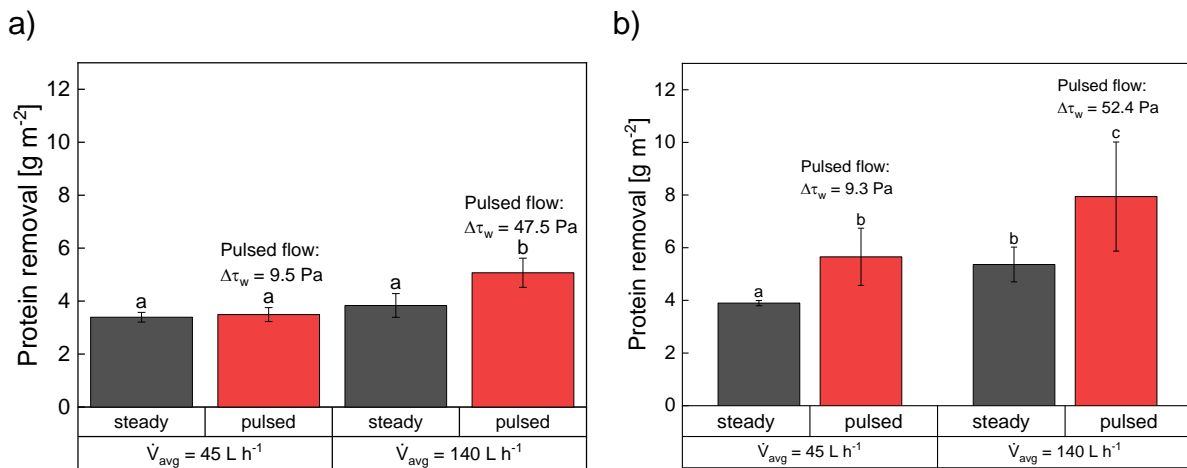 a)
Protein removal [g m⁻²]
12
10
8
6
4
2
0
a
Pulsed flow:
Δτw = 9.5 Pa
a
a
Pulsed flow:
Δτw = 47.5 Pa
b
steady
pulsed
steady
pulsed
V̇avg = 45 L h⁻¹
V̇avg = 140 L h⁻¹
b)
Protein removal [g m⁻²]
12
10
8
6
4
2
0
a
Pulsed flow:
Δτw = 9.3 Pa
b
b
Pulsed flow:
Δτw = 52.4 Pa
c
steady
pulsed
steady
pulsed
V̇avg = 45 L h⁻¹
V̇avg = 140 L h⁻¹